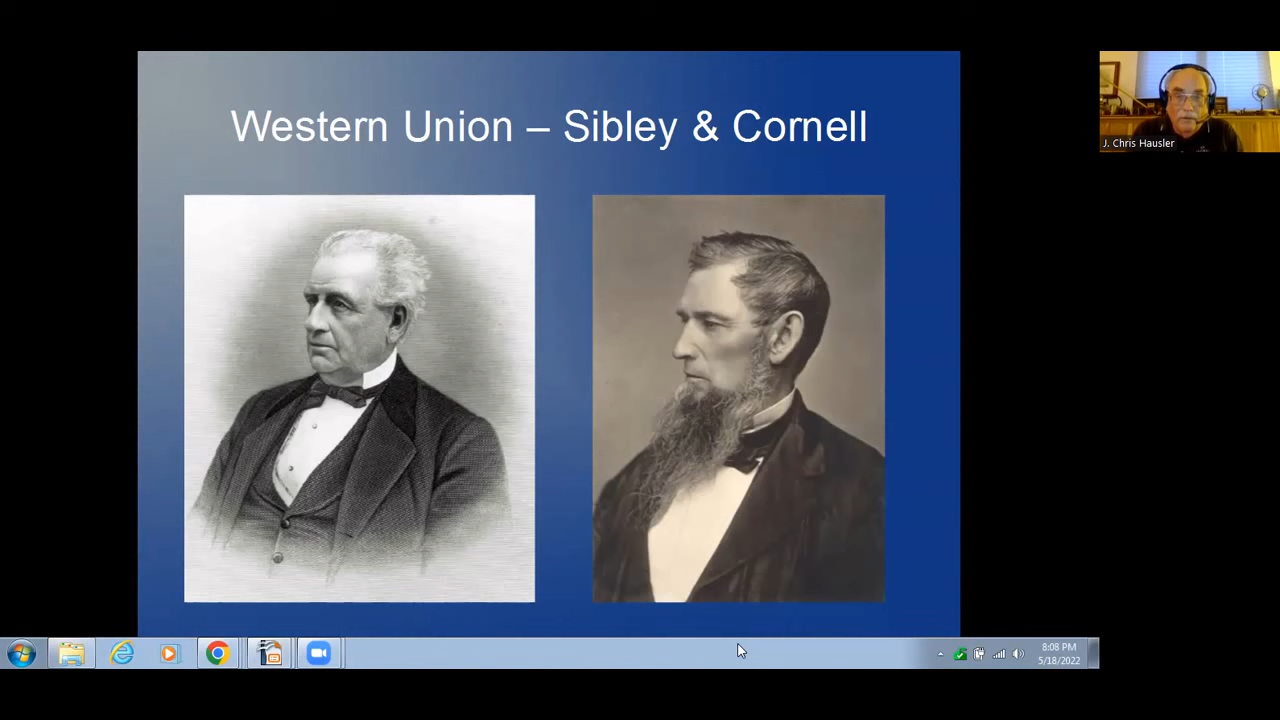 Western Union – Sibley & Cornell
J. Chris Hausler
8:08 PM
5/18/2022